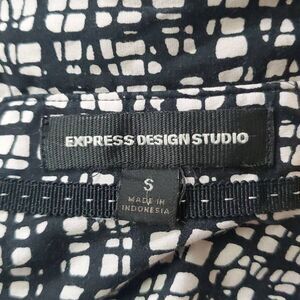 EXPRESS DESIGN STUDIO
S
MADE IN
INDONESIA